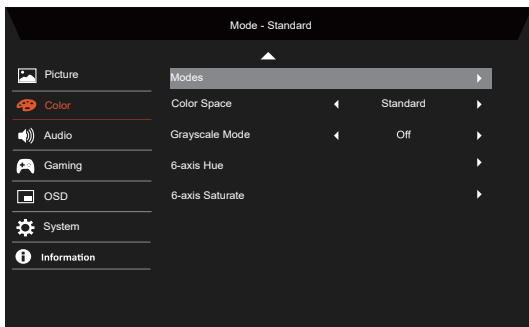 Mode - Standard
Picture
Color
Audio
Gaming
OSD
System
Information
Modes
Color Space Standard
Grayscale Mode Off
6-axis Hue
6-axis Saturate